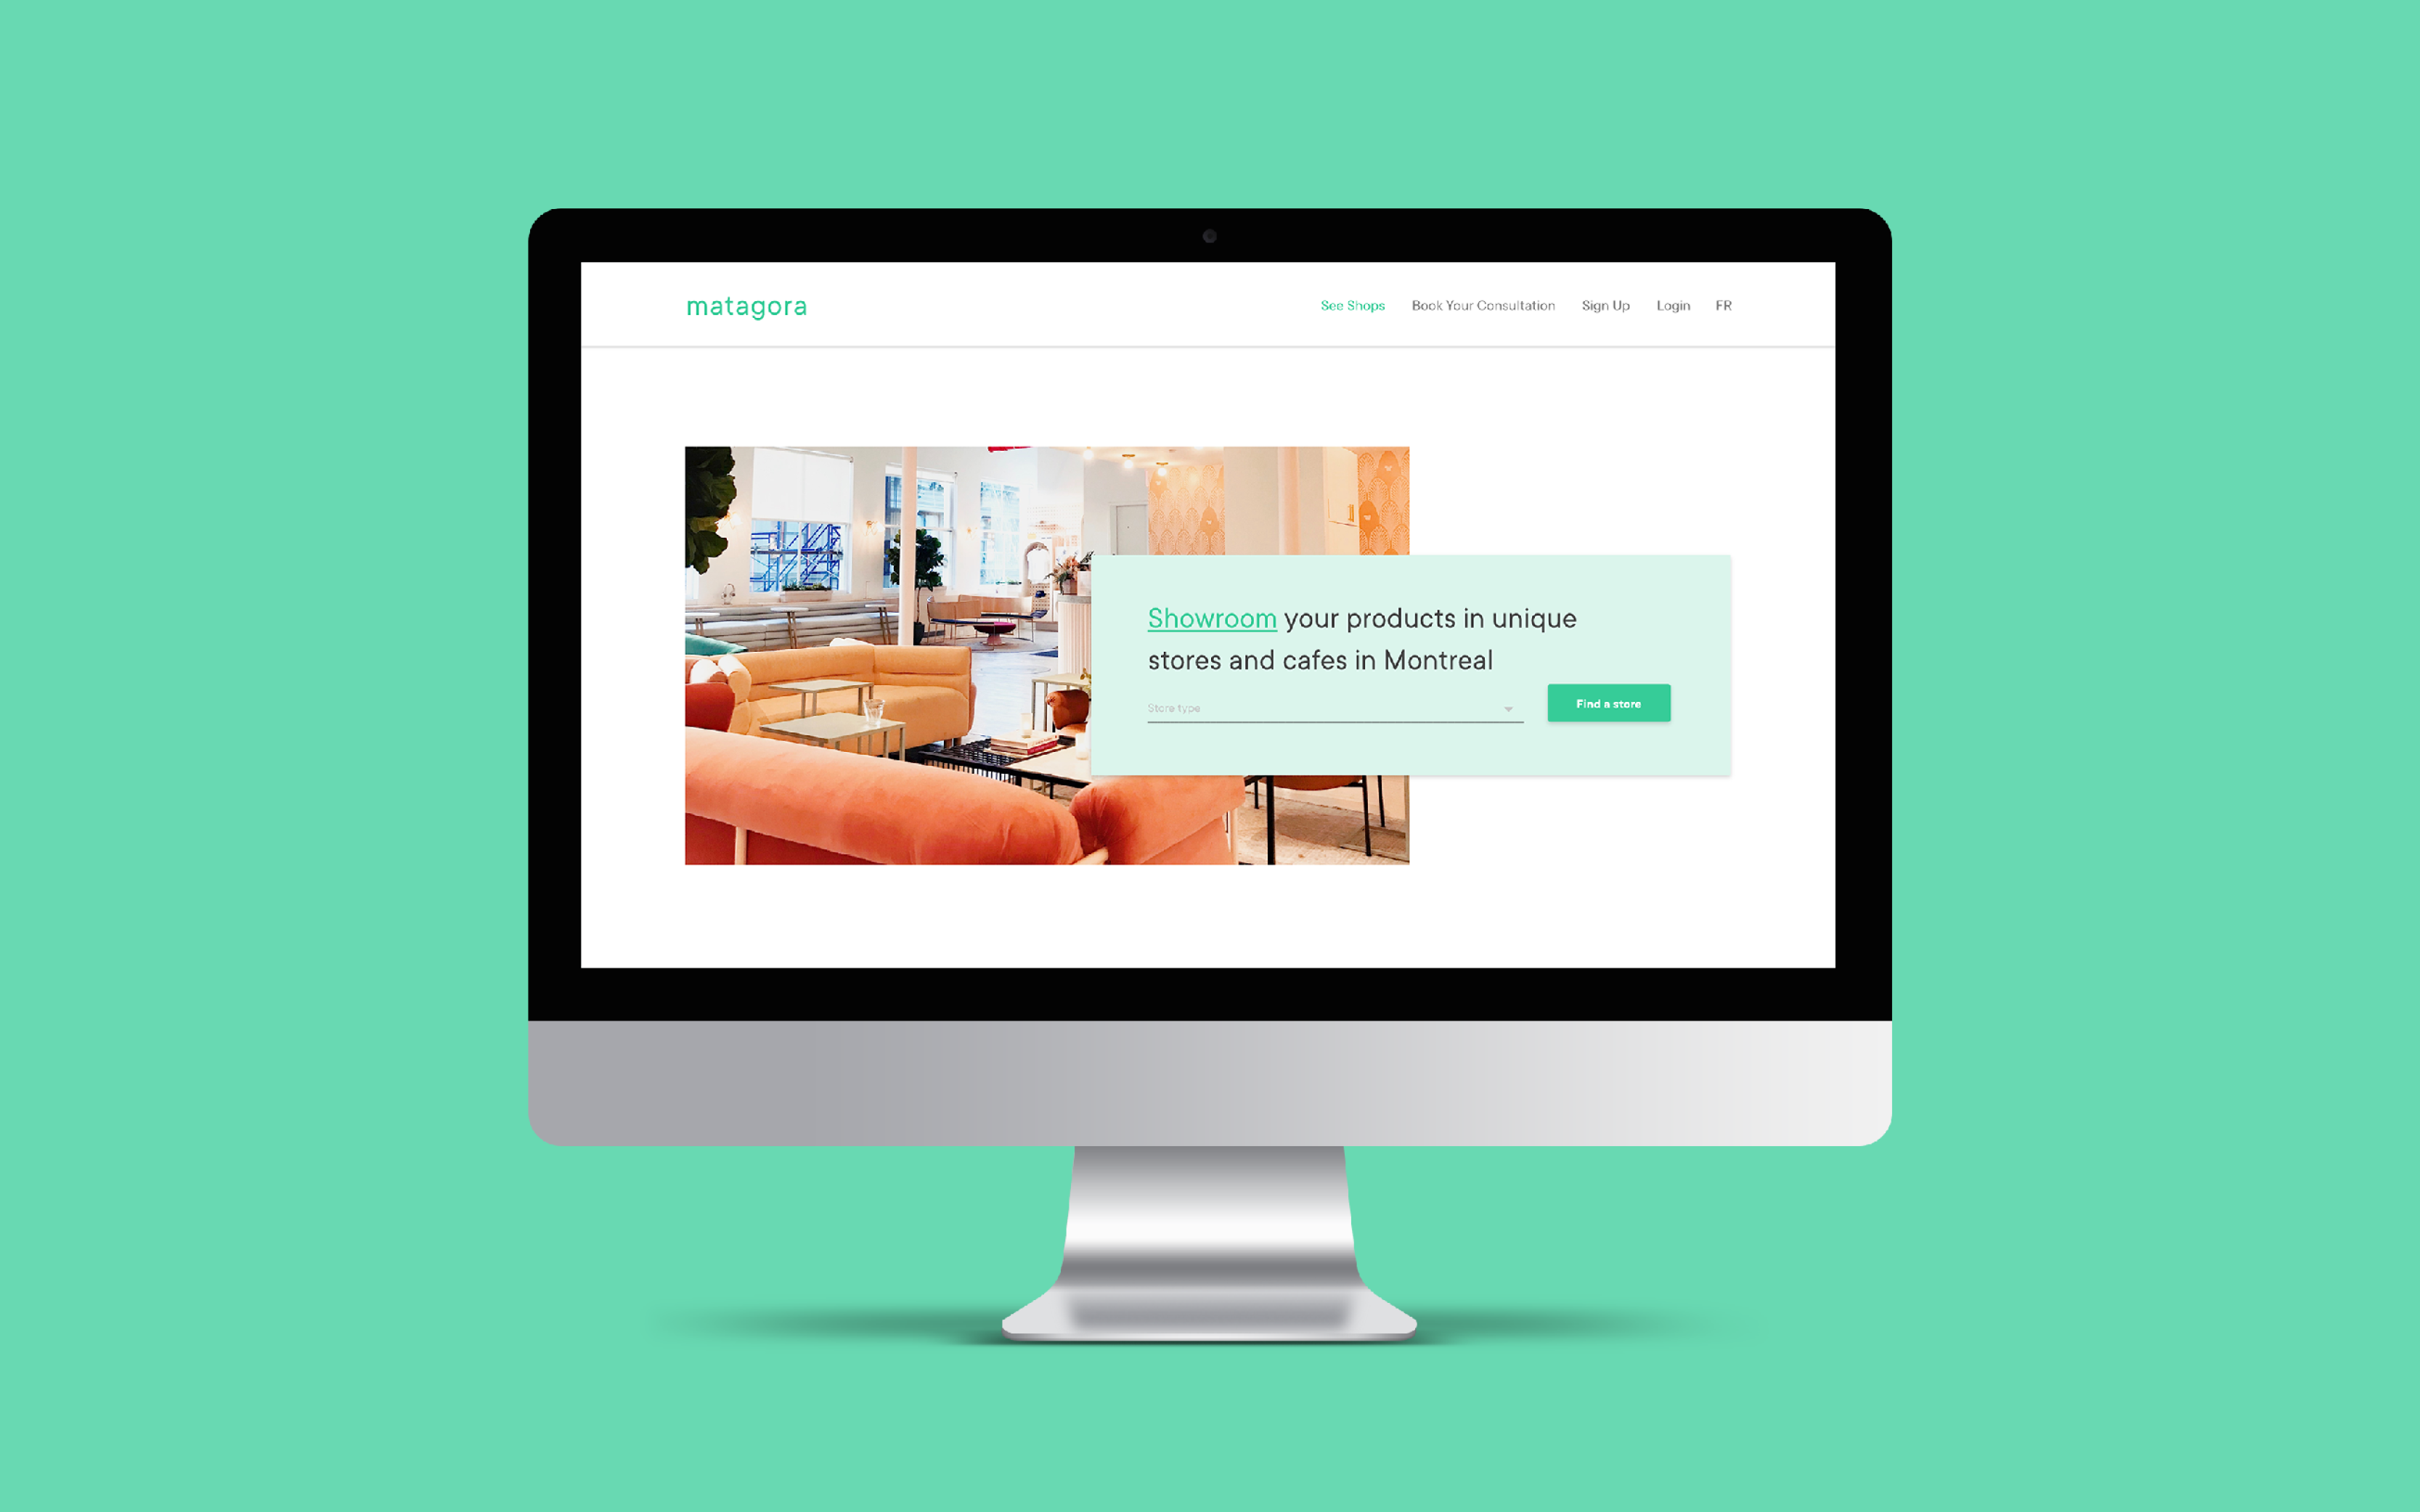 matagora
See Shops Book Your Consultation Sign Up Login FR
Showroom your products in unique
stores and cafes in Montreal
Store type
Find a store